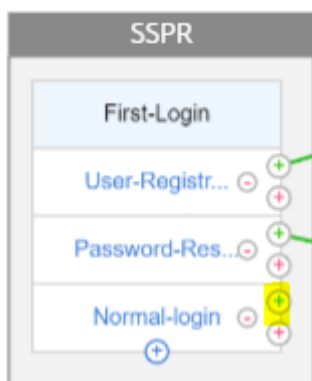 SSPR
First-Login
User-Registr...
Password-Res...
Normal-login